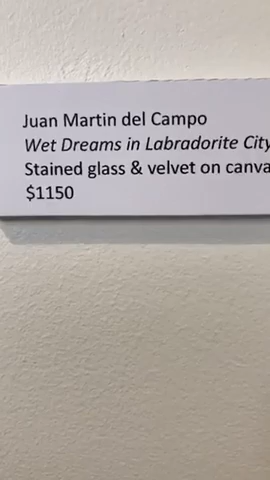 Juan Martin del Campo
Wet Dreams in Labradorite City
Stained glass & velvet on canva
$1150